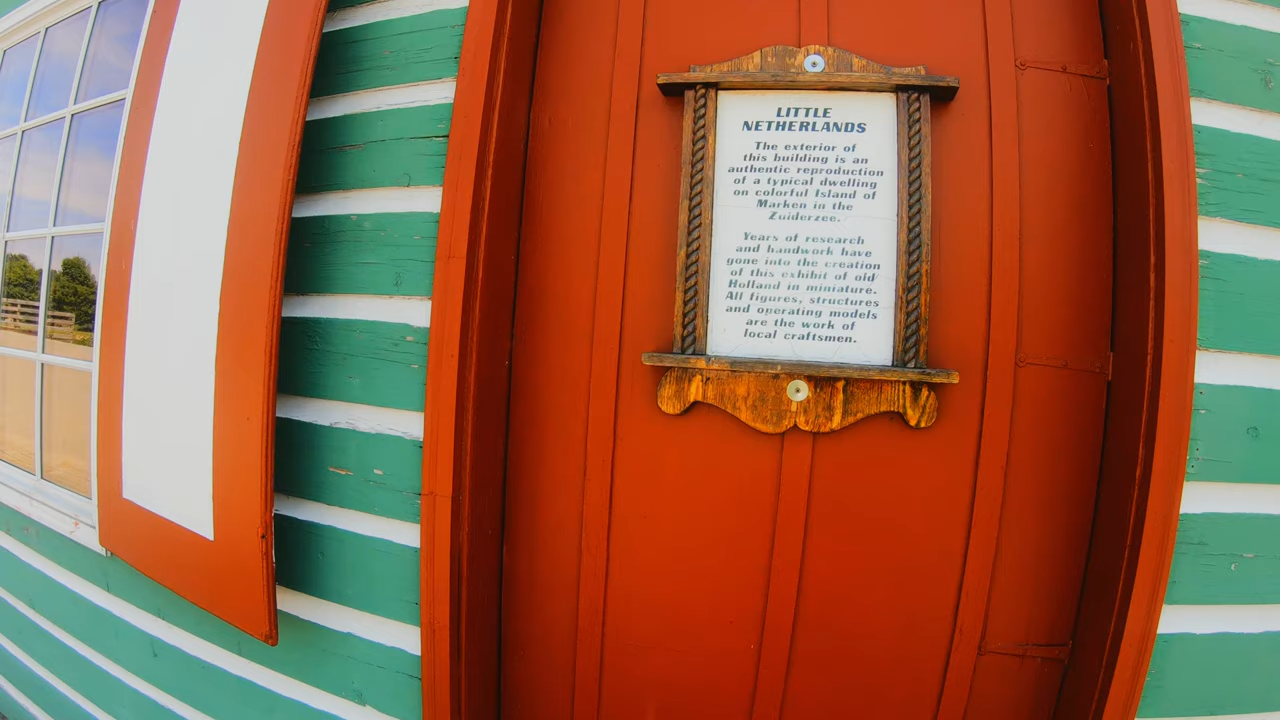 LITTLE
NETHERLANDS
The exterior of
this building is an
authentic reproduction
of a typical dwelling
on colorful Island of
Marken in the
Zuiderzee.
Years of research
and handwork have
gone into the creation
of this exhibit of old
Holland in miniature.
All figures, structures
and operating models
are the work of
local craftsmen.